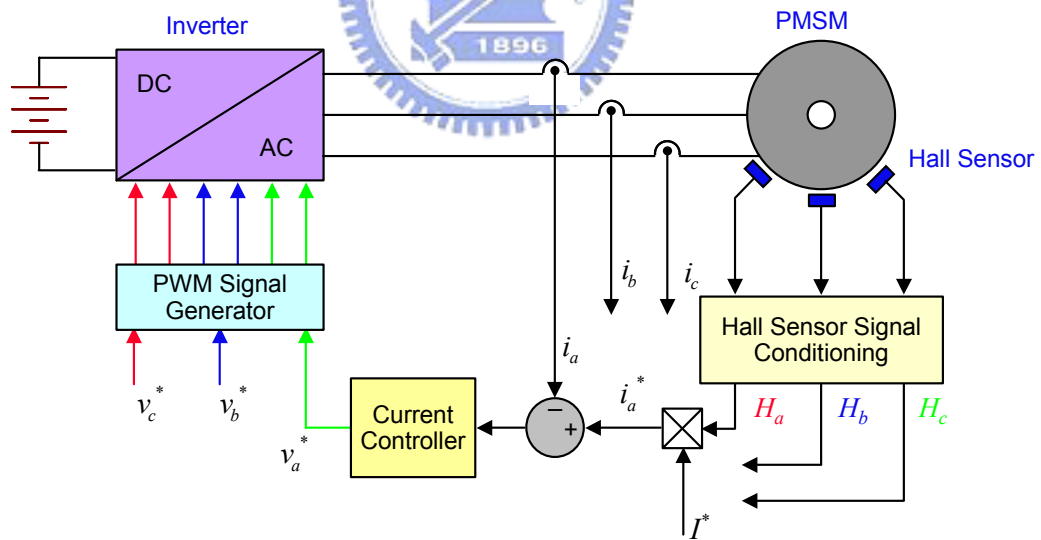 Inverter
PMSM
1896
DC
AC
Hall Sensor
PWM Signal
Generator
i_b
i_c
Hall Sensor Signal
Conditioning
i_a
v_c^*
v_b^*
i_a^*
H_a
H_b
H_c
Current
Controller
−
+
v_a^*
I^*